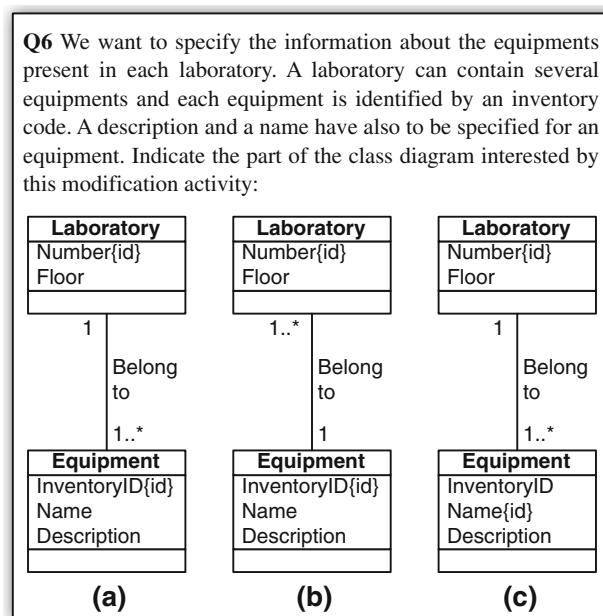 Q6 We want to specify the information about the equipments
present in each laboratory. A laboratory can contain several
equipments and each equipment is identified by an inventory
code. A description and a name have also to be specified for an
equipment. Indicate the part of the class diagram interested by
this modification activity:
Laboratory
Number{id}
Floor
1
Belong
to
1..*
Equipment
InventoryID{id}
Name
Description
(a)
Laboratory
Number{id}
Floor
1..*
Belong
to
1
Equipment
InventoryID{id}
Name
Description
(b)
Laboratory
Number{id}
Floor
1
Belong
to
1..*
Equipment
InventoryID
Name{id}
Description
(c)